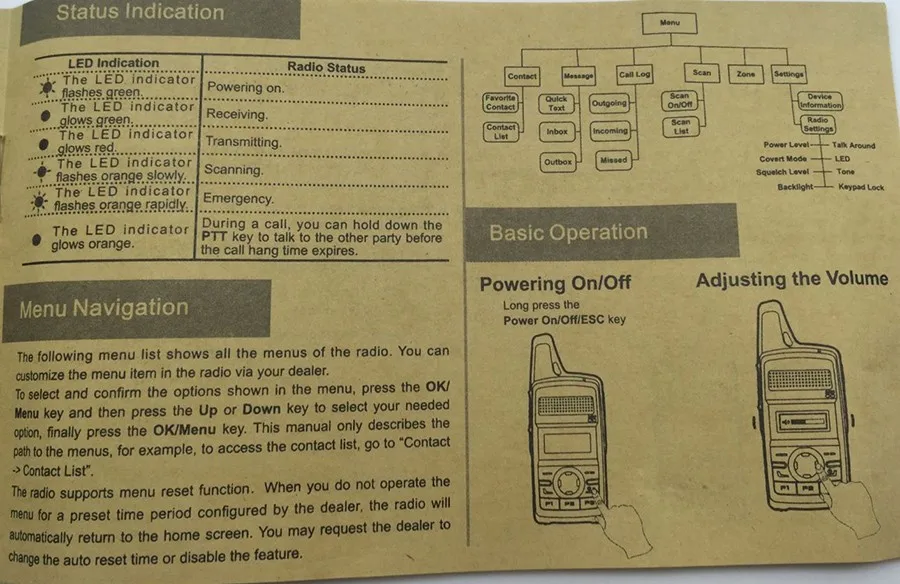 Status Indication
LED Indication
Radio Status
The LED indicator
flashes green.
Powering on.
The LED indicator
glows green.
Receiving.
The LED indicator
glows red.
Transmitting.
The LED indicator
flashes orange slowly.
Scanning.
The LED indicator
flashes orange rapidly.
Emergency.
The LED indicator
glows orange.
During a call, you can hold down the
PTT key to talk to the other party before
the call hang time expires.
Menu Navigation
The following menu list shows all the menus of the radio. You can
customize the menu item in the radio via your dealer.
To select and confirm the options shown in the menu, press the OK/
Menu key and then press the Up or Down key to select your needed
option, finally press the OK/Menu key. This manual only describes the
path to the menus, for example, to access the contact list, go to "Contact
-> Contact List".
The radio supports menu reset function. When you do not operate the
menu for a preset time period configured by the dealer, the radio will
automatically return to the home screen. You may request the dealer to
change the auto reset time or disable the feature.
Menu
Contact
Message
Call Log
Scan
Zone
Settings
Favorite
Contact
Contact
List
Quick
Text
Inbox
Outbox
Outgoing
Incoming
Missed
Scan
On/Off
Scan
List
Device
Information
Radio
Settings
Power Level
Talk Around
Covert Mode
LED
Squelch Level
Tone
Backlight
Keypad Lock
Basic Operation
Powering On/Off
Long press the
Power On/Off/ESC key
P1
P2
Adjusting the Volume
P1
P2